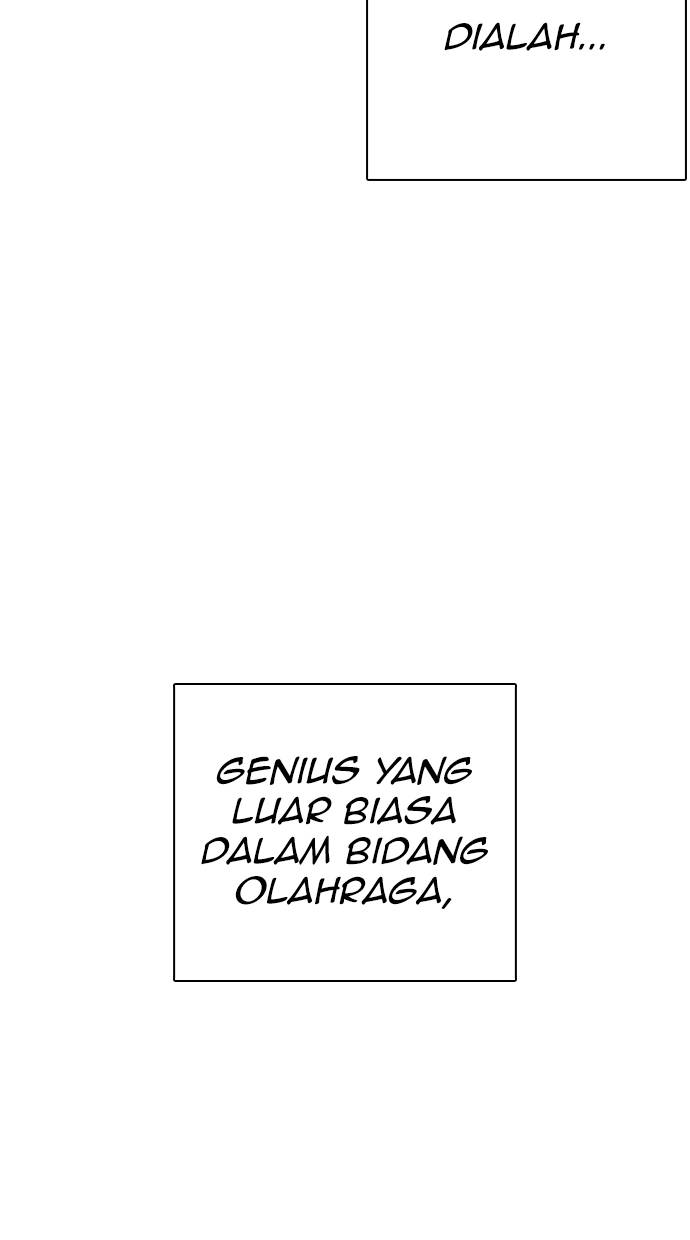 DIALAH...
GENIUS YANG
LUAR BIASA
DALAM BIDANG
OLAHRAGA,